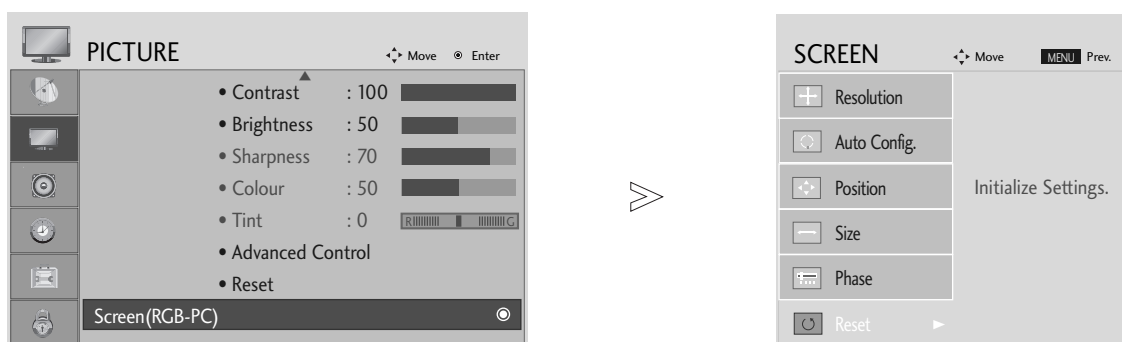 PICTURE
Move Enter
• Contrast : 100
• Brightness : 50
• Sharpness : 70
• Colour : 50
• Tint : 0 R G
• Advanced Control
• Reset
Screen(RGB-PC)
SCREEN
Move MENU Prev.
Resolution
Auto Config.
Position
Size
Phase
Reset
Initialize Settings.